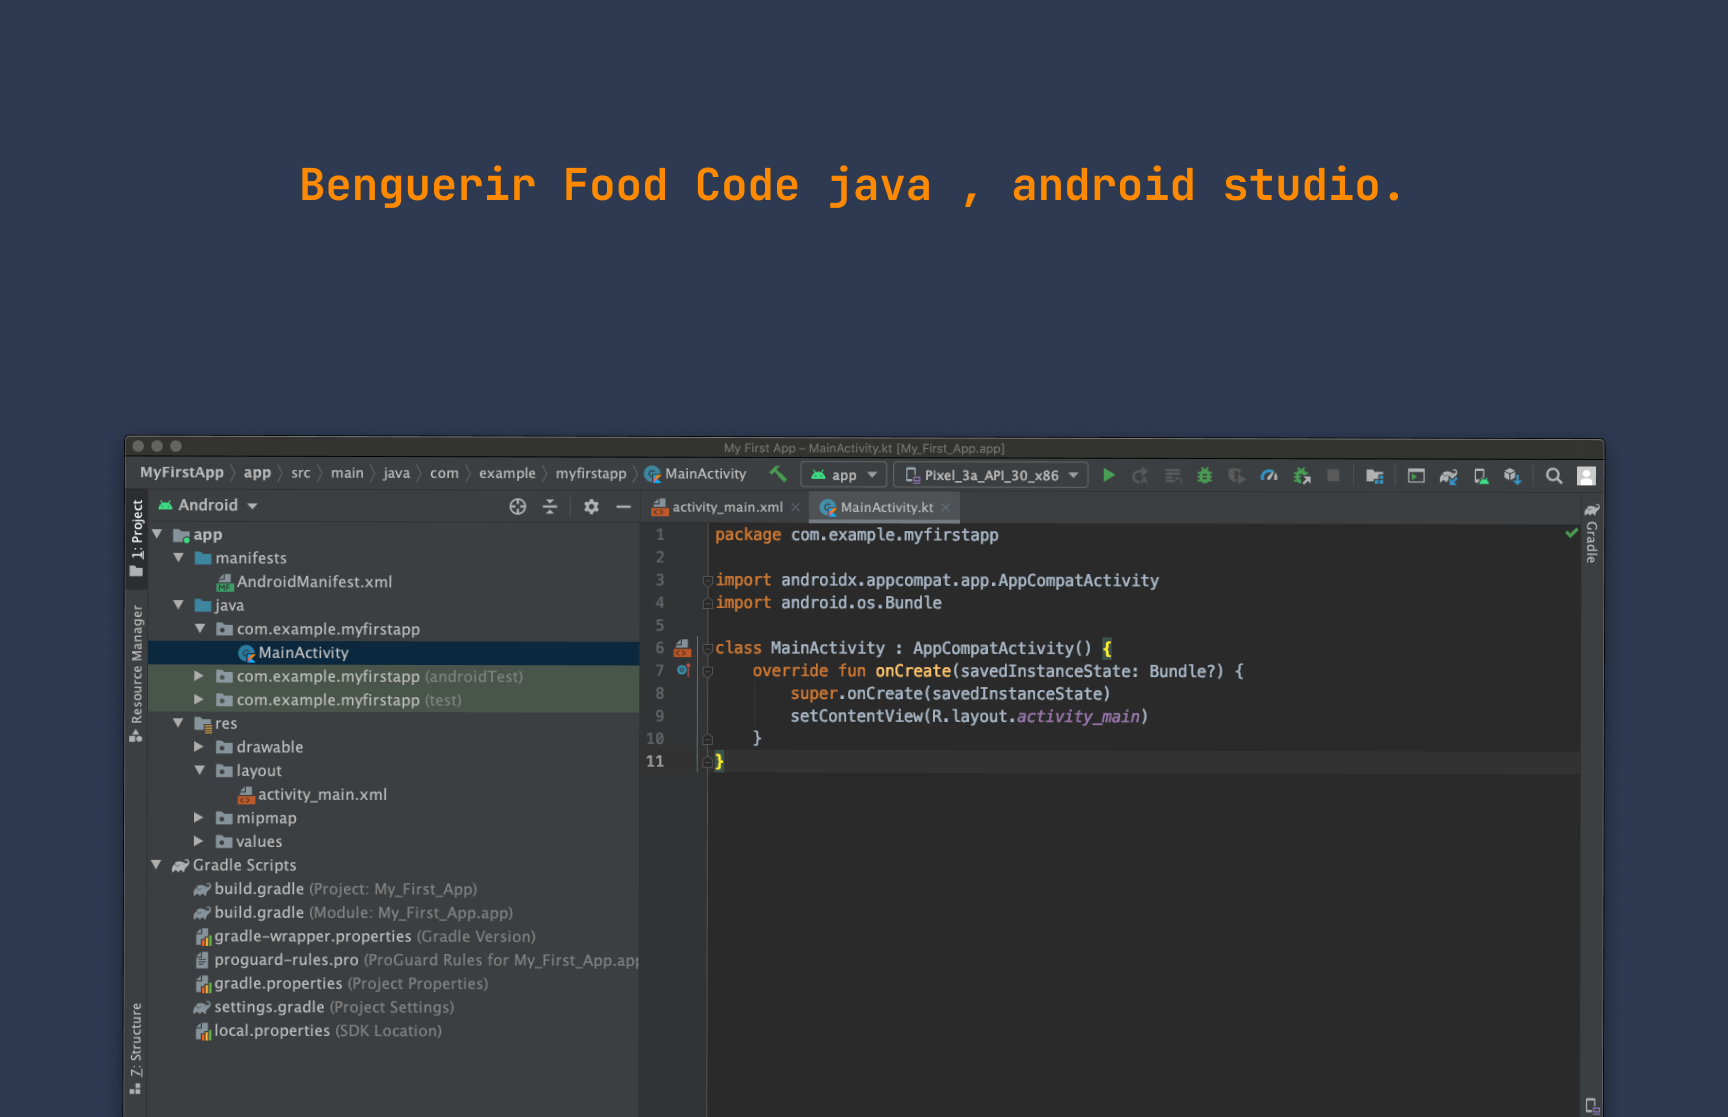 Benguerir Food Code java , android studio.
My First App – MainActivity.kt [My_First_App.app]
MyFirstApp app src main java com example myfirstapp MainActivity app Pixel_3a_API_30_x86
1: Project
Resource Manager
Z: Structure
Android
app
manifests
MF AndroidManifest.xml
java
com.example.myfirstapp
MainActivity
com.example.myfirstapp (androidTest)
com.example.myfirstapp (test)
res
drawable
layout
activity_main.xml
mipmap
values
Gradle Scripts
build.gradle (Project: My_First_App)
build.gradle (Module: My_First_App.app)
gradle-wrapper.properties (Gradle Version)
proguard-rules.pro (ProGuard Rules for My_First_App.app
gradle.properties (Project Properties)
settings.gradle (Project Settings)
local.properties (SDK Location)
activity_main.xml MainActivity.kt
1 package com.example.myfirstapp
2
3 import androidx.appcompat.app.AppCompatActivity
4 import android.os.Bundle
5
6 class MainActivity : AppCompatActivity() {
7 override fun onCreate(savedInstanceState: Bundle?) {
8 super.onCreate(savedInstanceState)
9 setContentView(R.layout.activity_main)
10 }
11 }
Gradle